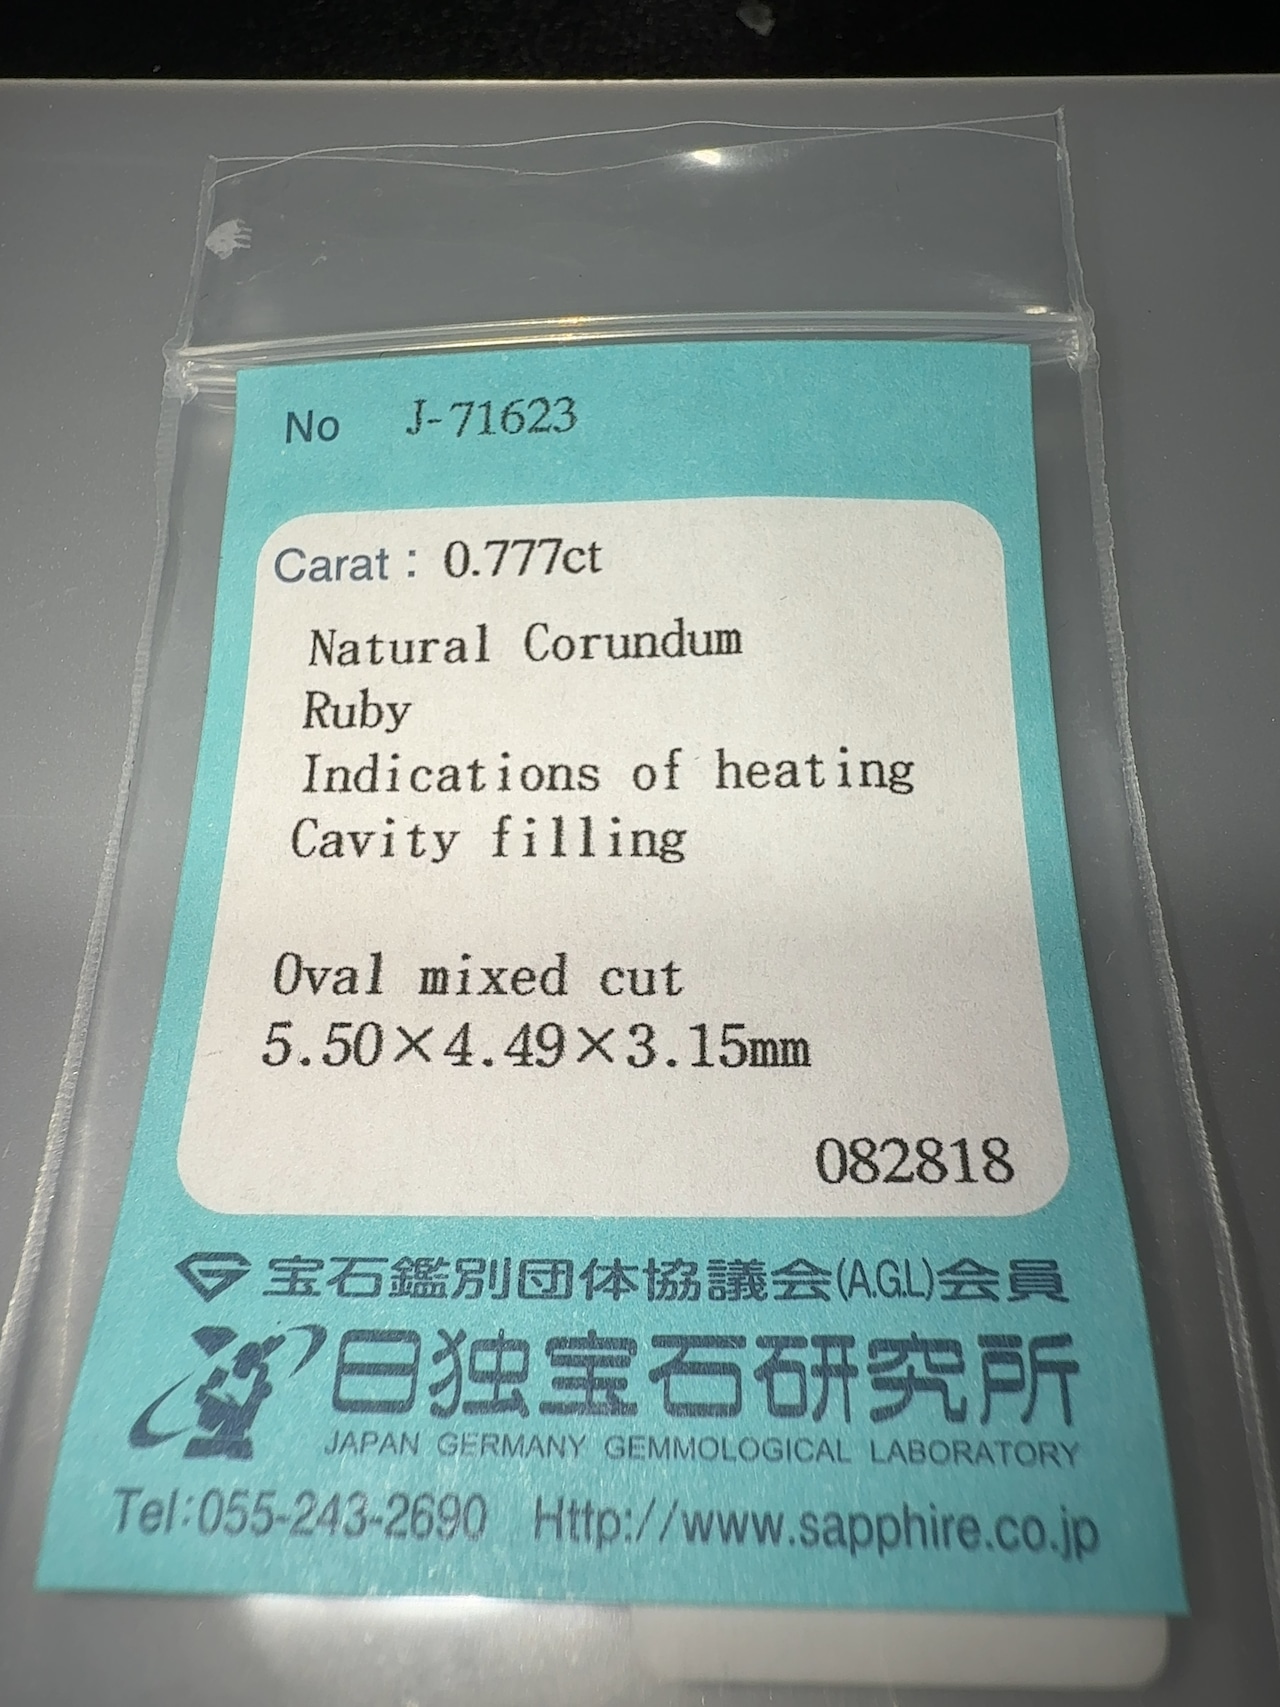 No J-71623
Carat : 0.777ct
Natural Corundum
Ruby
Indications of heating
Cavity filling
Oval mixed cut
5.50×4.49×3.15mm
082818
宝石鑑別団体協議会(A.G.L)会員
日独宝石研究所
JAPAN GERMANY GEMMOLOGICAL LABORATORY
Tel:055-243-2690 Http://www.sapphire.co.jp